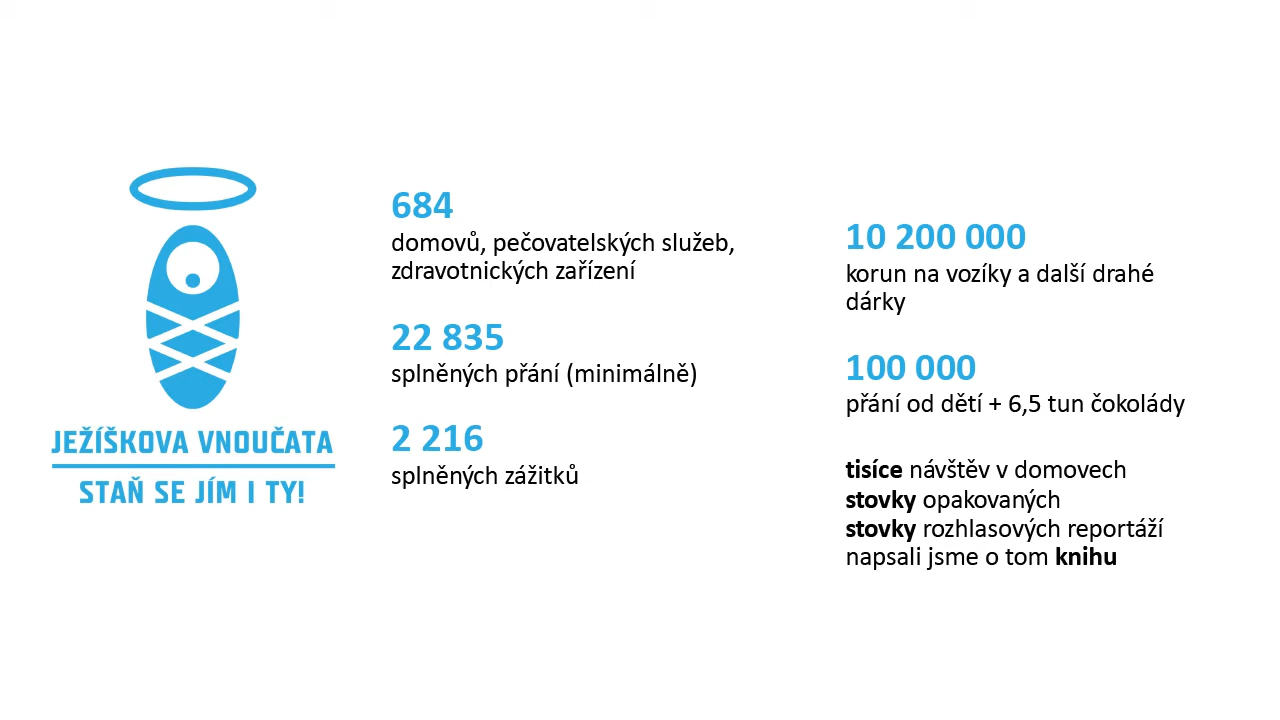 JEŽÍŠKOVA VNOUČATA
STAŇ SE JÍM I TY!
684
domovů, pečovatelských služeb,
zdravotnických zařízení
22 835
splněných přání (minimálně)
2 216
splněných zážitků
10 200 000
korun na vozíky a další drahé
dárky
100 000
přání od dětí + 6,5 tun čokolády
tisíce návštěv v domovech
stovky opakovaných
stovky rozhlasových reportáží
napsali jsme o tom knihu